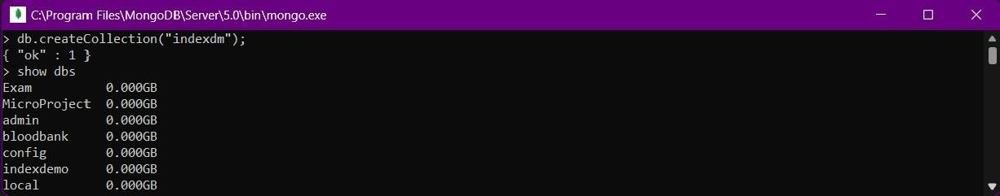 C:\Program Files\MongoDB\Server\5.0\bin\mongo.exe
> db.createCollection("indexdm");
{ "ok" : 1 }
> show dbs
Exam          0.000GB
MicroProject  0.000GB
admin         0.000GB
bloodbank     0.000GB
config        0.000GB
indexdemo     0.000GB
local         0.000GB